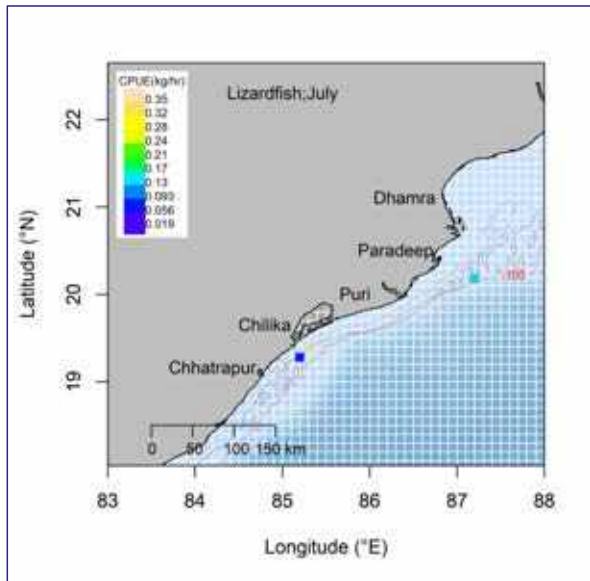 CPUE(kg/hr)
0.35
0.32
0.28
0.24
0.21
0.17
0.13
0.093
0.056
0.019
Lizardfish;July
Dhamra
Paradeep
Puri
Chilika
Chhatrapur
-100
0 50 100 150 km
22
21
20
19
Latitude (°N)
83 84 85 86 87 88
Longitude (°E)